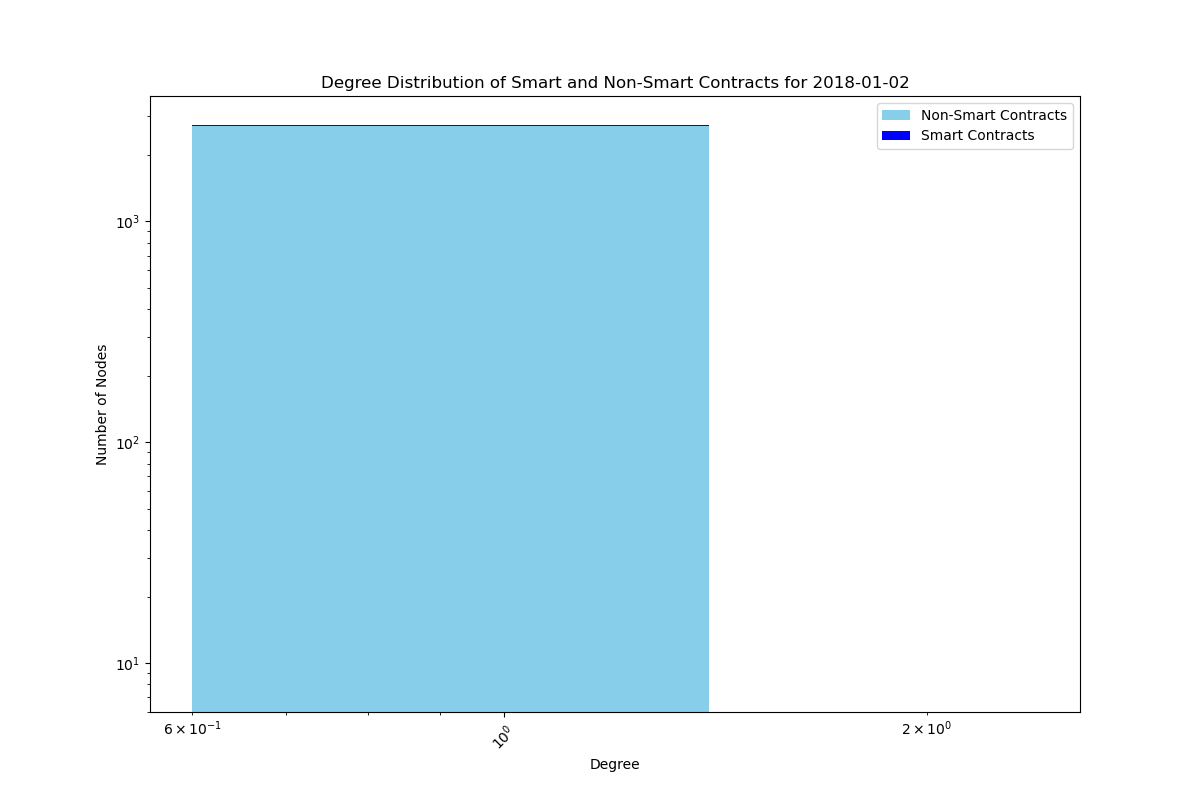 Degree Distribution of Smart and Non-Smart Contracts for 2018-01-02
Non-Smart Contracts
Smart Contracts
Number of Nodes
10³
10²
10¹
6 × 10⁻¹
10⁰
2 × 10⁰
Degree